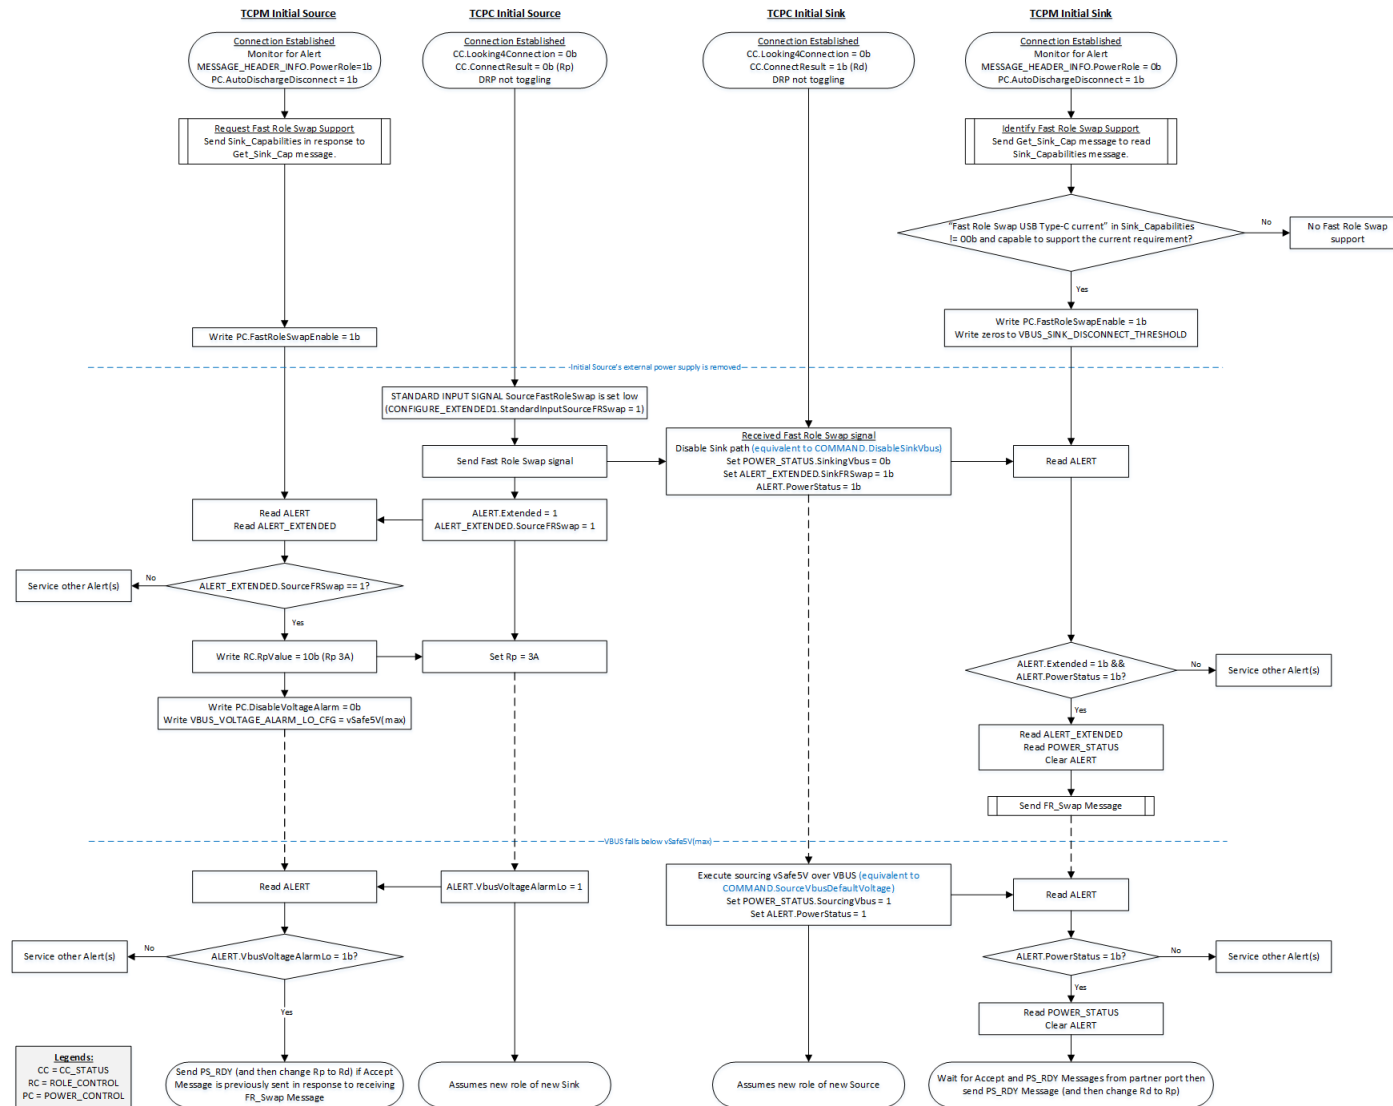 TCPM Initial Source
TCPC Initial Source
TCPC Initial Sink
TCPM Initial Sink
Connection Established
Monitor for Alert
MESSAGE_HEADER_INFO.PowerRole=1b
PC.AutoDischargeDisconnect = 1b
Connection Established
CC.Looking4Connection = 0b
CC.ConnectResult = 0b (Rp)
DRP not toggling
Connection Established
CC.Looking4Connection = 0b
CC.ConnectResult = 1b (Rd)
DRP not toggling
Connection Established
Monitor for Alert
MESSAGE_HEADER_INFO.PowerRole = 0b
PC.AutoDischargeDisconnect = 1b
Request Fast Role Swap Support
Send Sink_Capabilities in response to
Get_Sink_Cap message.
Identify Fast Role Swap Support
Send Get_Sink_Cap message to read
Sink_Capabilities message.
"Fast Role Swap USB Type-C current" in Sink_Capabilities
!= 00b and capable to support the current requirement?
No
No Fast Role Swap
support
Yes
Write PC.FastRoleSwapEnable = 1b
Write PC.FastRoleSwapEnable = 1b
Write zeros to VBUS_SINK_DISCONNECT_THRESHOLD
Initial Source's external power supply is removed
STANDARD INPUT SIGNAL SourceFastRoleSwap is set low
(CONFIGURE_EXTENDED1.StandardInputSourceFRSwap = 1)
Send Fast Role Swap signal
Received Fast Role Swap signal
Disable Sink path (equivalent to COMMAND.DisableSinkVbus)
Set POWER_STATUS.SinkingVbus = 0b
Set ALERT_EXTENDED.SinkFRSwap = 1b
ALERT.PowerStatus = 1b
Read ALERT
Read ALERT
Read ALERT_EXTENDED
ALERT.Extended = 1
ALERT_EXTENDED.SourceFRSwap = 1
ALERT_EXTENDED.SourceFRSwap == 1?
No
Service other Alert(s)
Yes
Write RC.RpValue = 10b (Rp 3A)
Set Rp = 3A
ALERT.Extended = 1b &&
ALERT.PowerStatus = 1b?
No
Service other Alert(s)
Yes
Write PC.DisableVoltageAlarm = 0b
Write VBUS_VOLTAGE_ALARM_LO_CFG = vSafe5V(max)
Read ALERT_EXTENDED
Read POWER_STATUS
Clear ALERT
Send FR_Swap Message
VBUS falls below vSafe5V(max)
Read ALERT
ALERT.VbusVoltageAlarmLo = 1
Execute sourcing vSafe5V over VBUS (equivalent to
COMMAND.SourceVbusDefaultVoltage)
Set POWER_STATUS.SourcingVbus = 1
Set ALERT.PowerStatus = 1
Read ALERT
ALERT.VbusVoltageAlarmLo = 1b?
No
Service other Alert(s)
Yes
ALERT.PowerStatus = 1b?
No
Service other Alert(s)
Yes
Read POWER_STATUS
Clear ALERT
Legends:
CC = CC_STATUS
RC = ROLE_CONTROL
PC = POWER_CONTROL
Send PS_RDY (and then change Rp to Rd) if Accept
Message is previously sent in response to receiving
FR_Swap Message
Assumes new role of new Sink
Assumes new role of new Source
Wait for Accept and PS_RDY Messages from partner port then
send PS_RDY Message (and then change Rd to Rp)